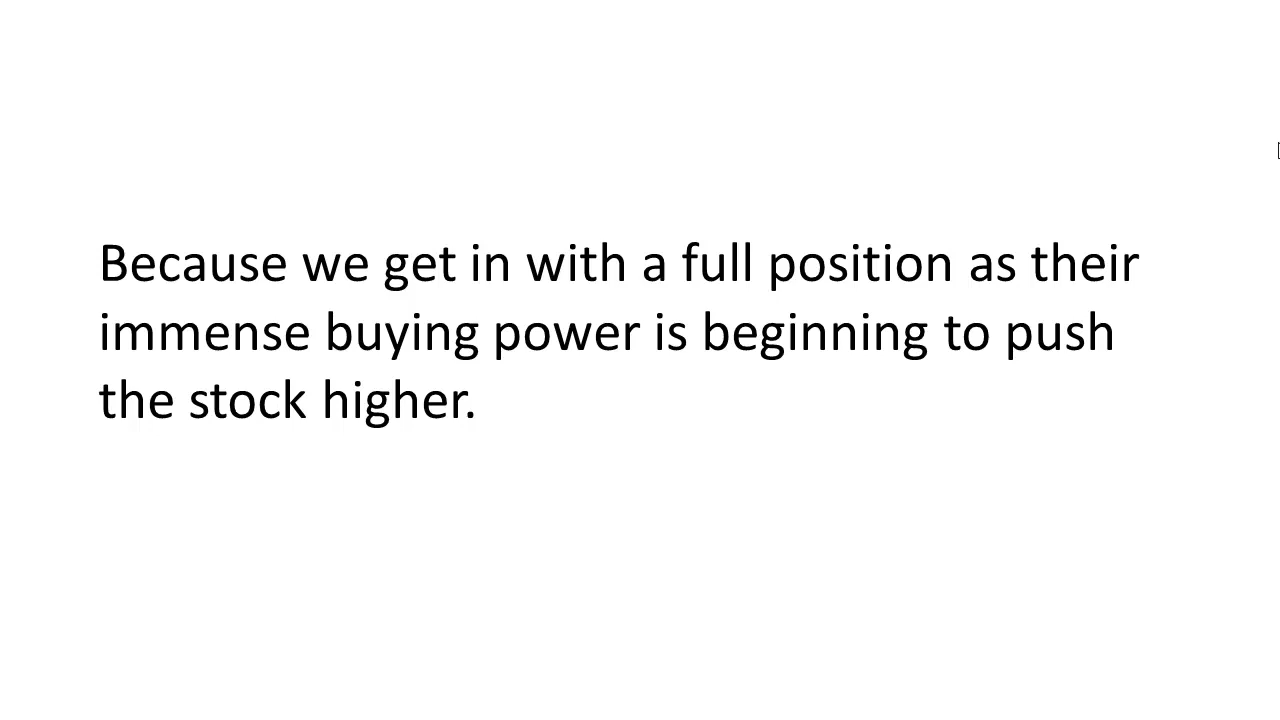 Because we get in with a full position as their
immense buying power is beginning to push
the stock higher.